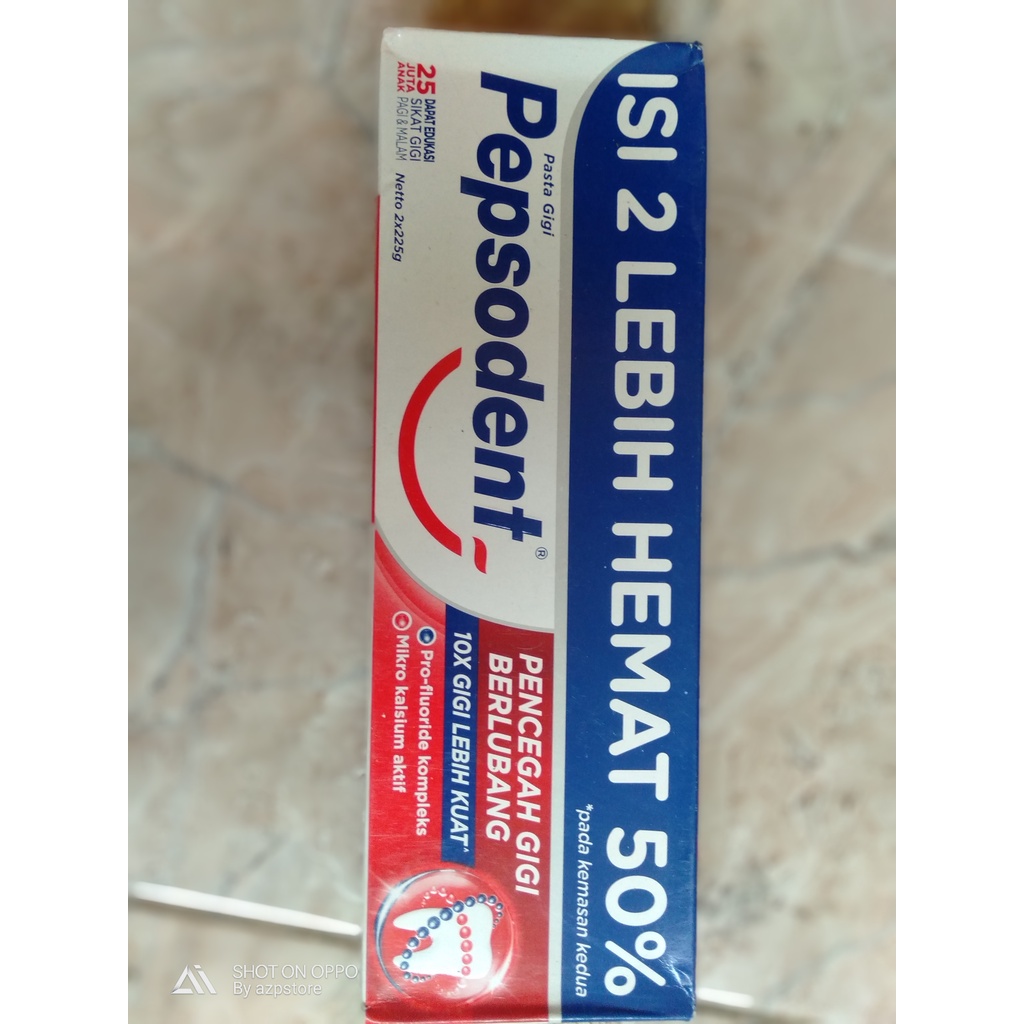 ISI 2 LEBIH HEMAT 50%
*pada kemasan kedua
Pasta Gigi
Pepsodent®
25 JUTA ANAK
DAPAT EDUKASI
SIKAT GIGI
PAGI & MALAM
Netto 2x225g
PENCEGAH GIGI
BERLUBANG
10X GIGI LEBIH KUAT^
Pro-fluoride kompleks
Mikro kalsium aktif
SHOT ON OPPO
By azpstore